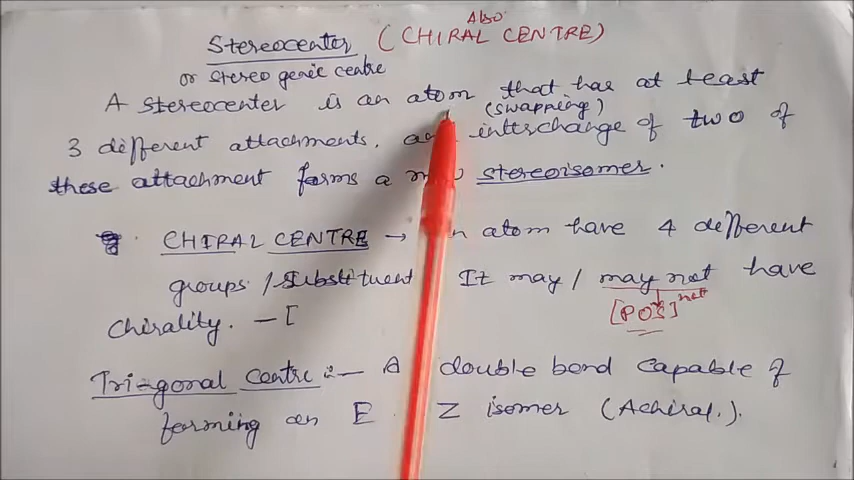 Also
Stereocenter (CHIRAL CENTRE)
or stereo genic centre
A stereocenter is an atom that has at least
(swapping)
3 different attachments. interchange of two of
these attachment forms a stereoisomer.
CHIRAL CENTRE → atom have 4 different
groups / Substituent It may / may not have
[POS] not
Chirality. - [
Trigonal Centre :- A double bond capable of
forming an E Z isomer (Achiral.).